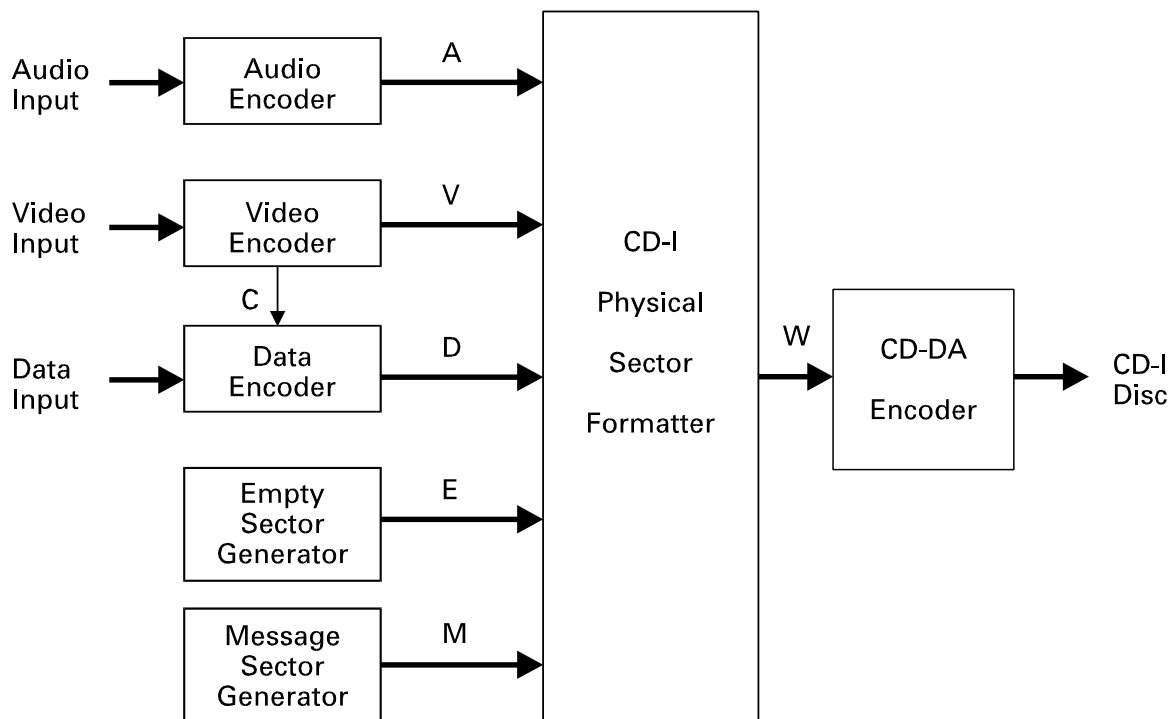 Audio
Input
Audio
Encoder
A
Video
Input
Video
Encoder
V
C
Data
Input
Data
Encoder
D
Empty
Sector
Generator
E
Message
Sector
Generator
M
CD-I
Physical
Sector
Formatter
W
CD-DA
Encoder
CD-I
Disc